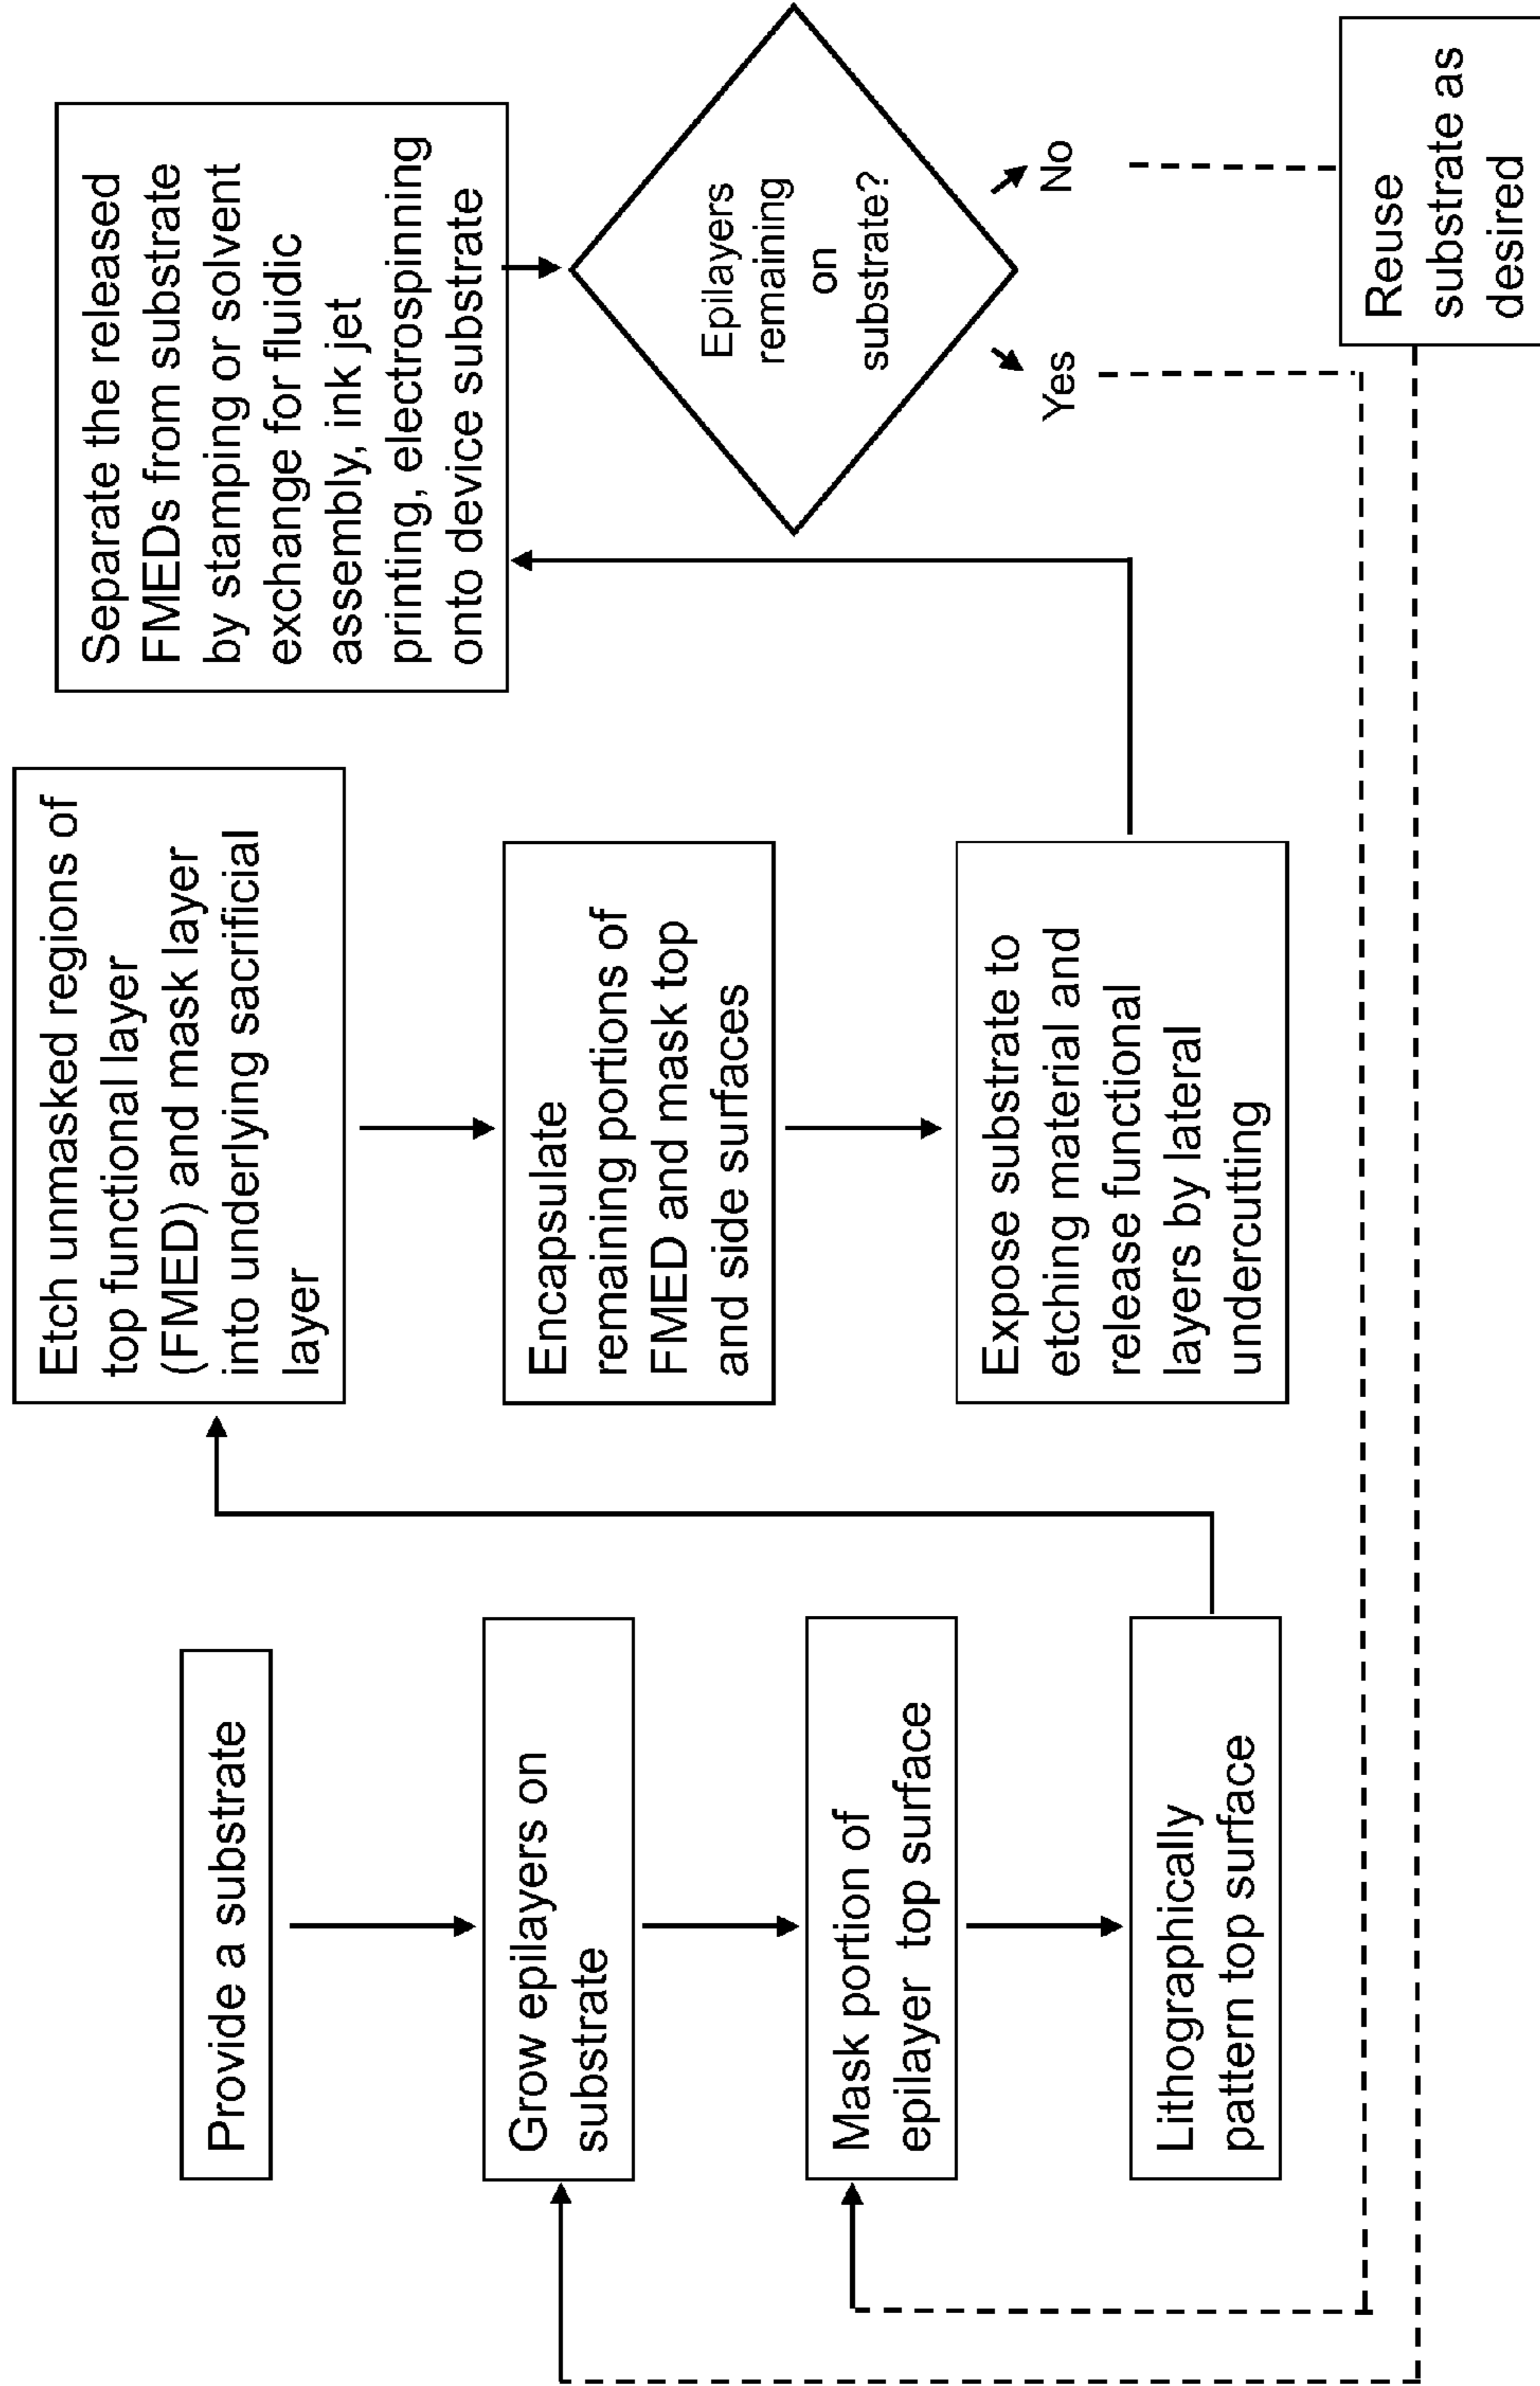 Provide a substrate
Grow epilayers on
substrate
Mask portion of
epilayer top surface
Lithographically
pattern top surface
Etch unmasked regions of
top functional layer
(FMED) and mask layer
into underlying sacrificial
layer
Encapsulate
remaining portions of
FMED and mask top
and side surfaces
Expose substrate to
etching material and
release functional
layers by lateral
undercutting
Separate the released
FMEDs from substrate
by stamping or solvent
exchange for fluidic
assembly, ink jet
printing, electrospinning
onto device substrate
Epilayers
remaining
on
substrate?
Yes
No
Reuse
substrate as
desired